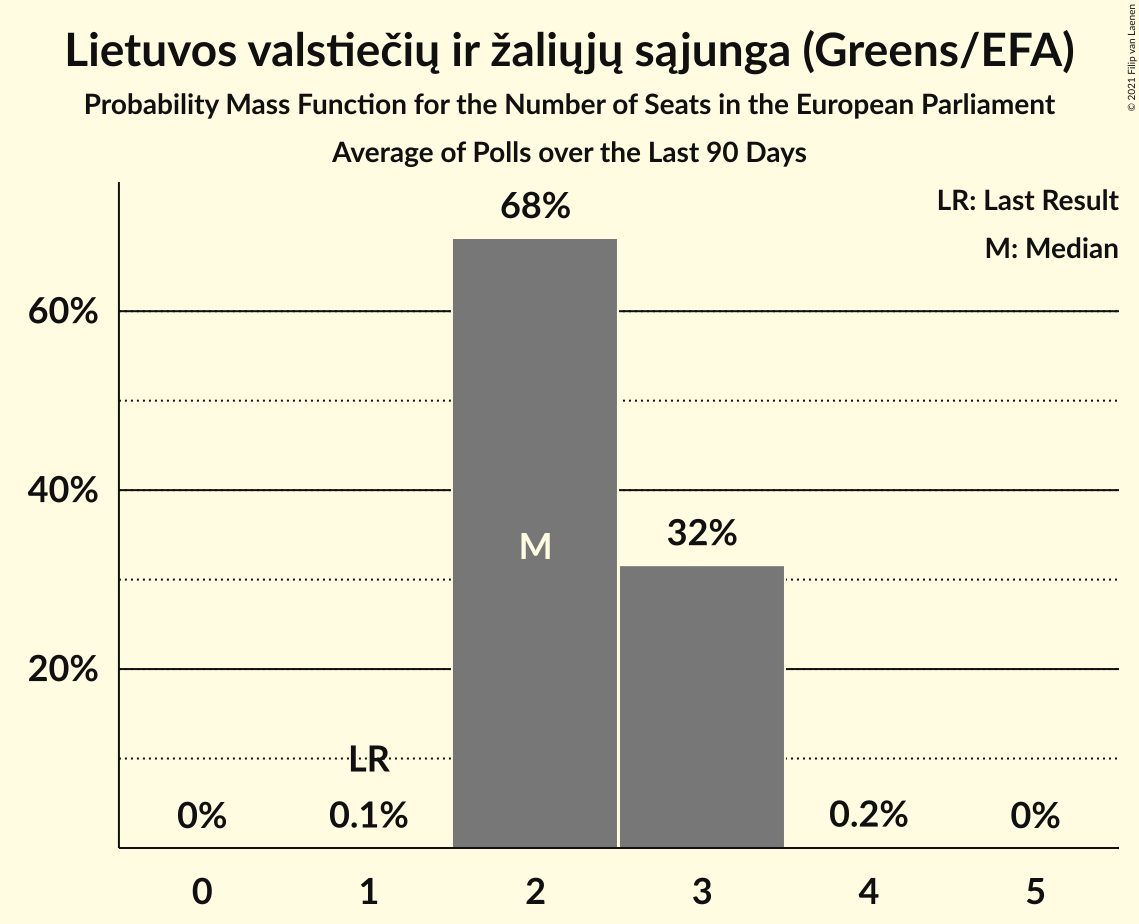 Lietuvos valstiečių ir žaliųjų sąjunga (Greens/EFA)
Probability Mass Function for the Number of Seats in the European Parliament
Average of Polls over the Last 90 Days
© 2021 Filip van Laenen
LR: Last Result
M: Median
68%
60%
40%
32%
M
20%
LR
0%
0.1%
0.2%
0%
0 1 2 3 4 5